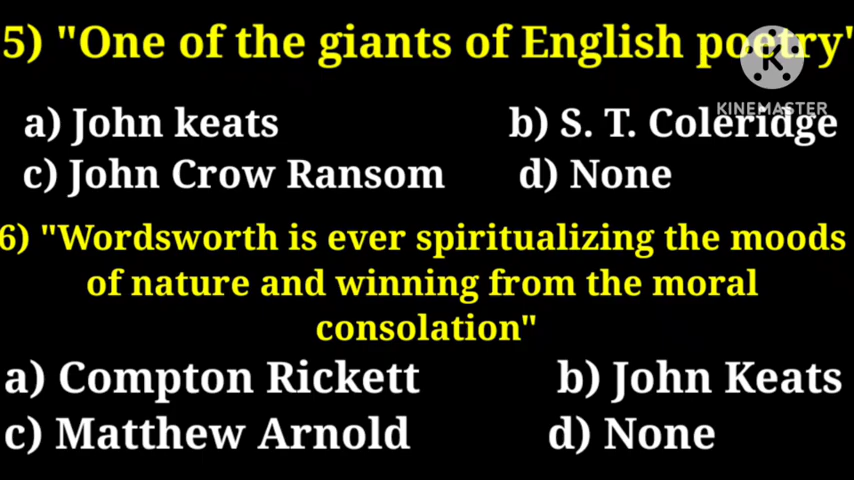 5) "One of the giants of English poetry"
KINEMASTER
a) John keats b) S. T. Coleridge
c) John Crow Ransom d) None
6) "Wordsworth is ever spiritualizing the moods
of nature and winning from the moral
consolation"
a) Compton Rickett b) John Keats
c) Matthew Arnold d) None